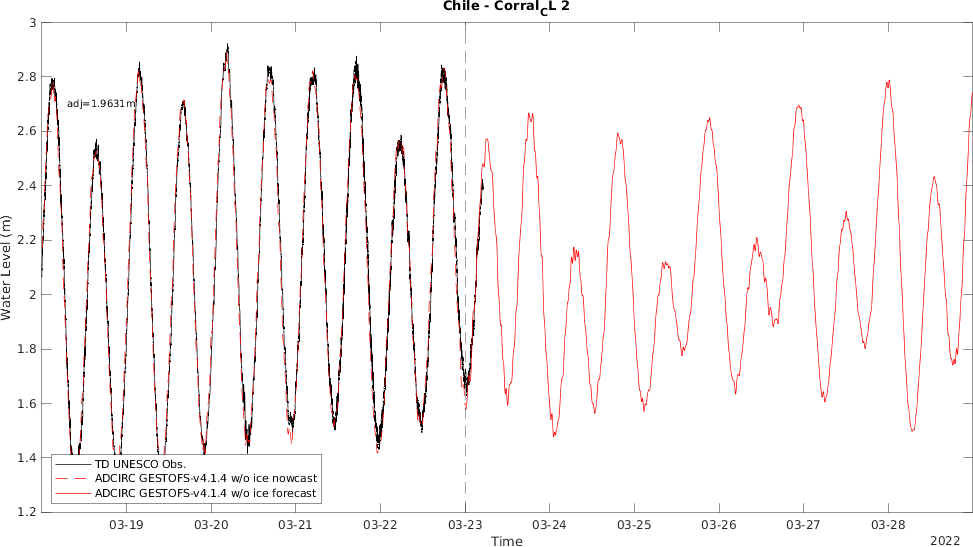 Chile - Corral_CL 2
3
2.8
adj=1.9631m
2.6
2.4
2.2
2
1.8
1.6
1.4
1.2
Water Level (m)
TD UNESCO Obs.
ADCIRC GESTOFS-v4.1.4 w/o ice nowcast
ADCIRC GESTOFS-v4.1.4 w/o ice forecast
03-19 03-20 03-21 03-22 03-23 03-24 03-25 03-26 03-27 03-28
Time
2022